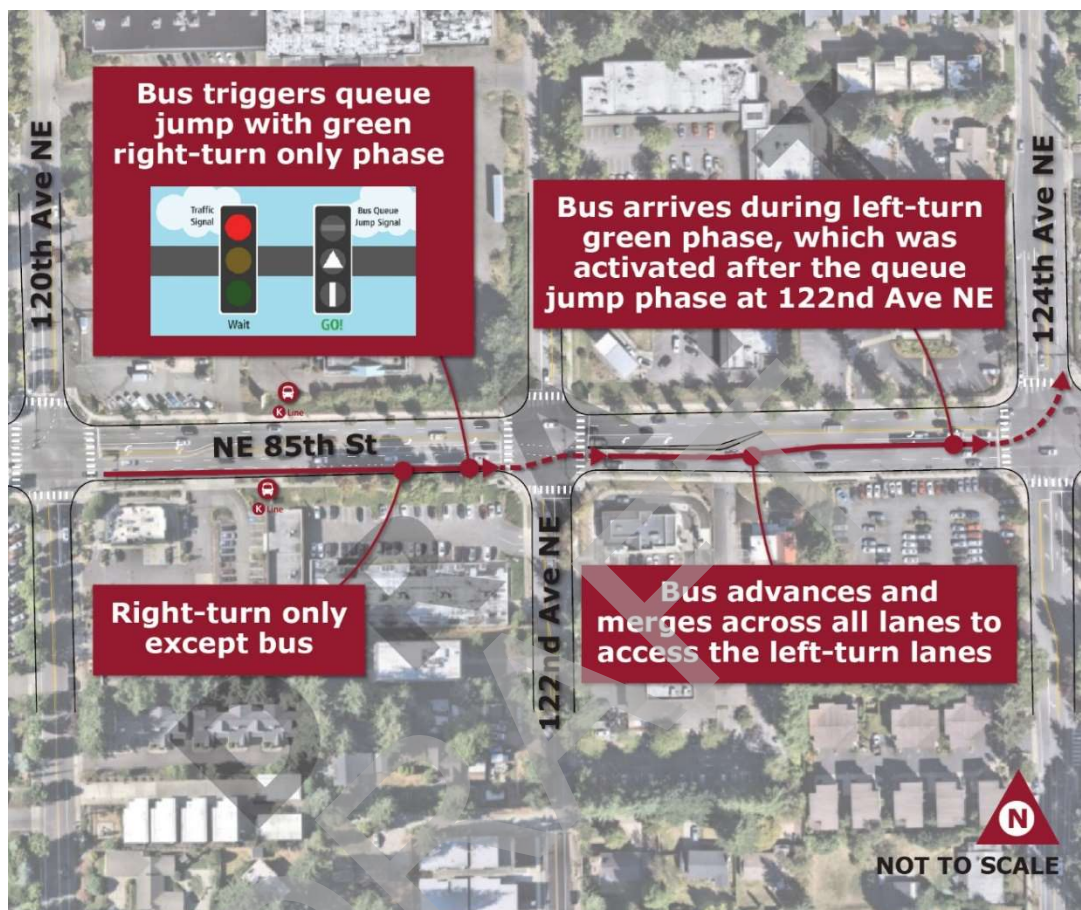 Bus triggers queue
jump with green
right-turn only phase
Traffic
Signal
Bus Queue
Jump Signal
Wait
GO!
120th Ave NE
Bus arrives during left-turn
green phase, which was
activated after the queue
jump phase at 122nd Ave NE
124th Ave NE
K Line
NE 85th St
K Line
122nd Ave NE
Right-turn only
except bus
Bus advances and
merges across all lanes to
access the left-turn lanes
N
NOT TO SCALE
DRAFT